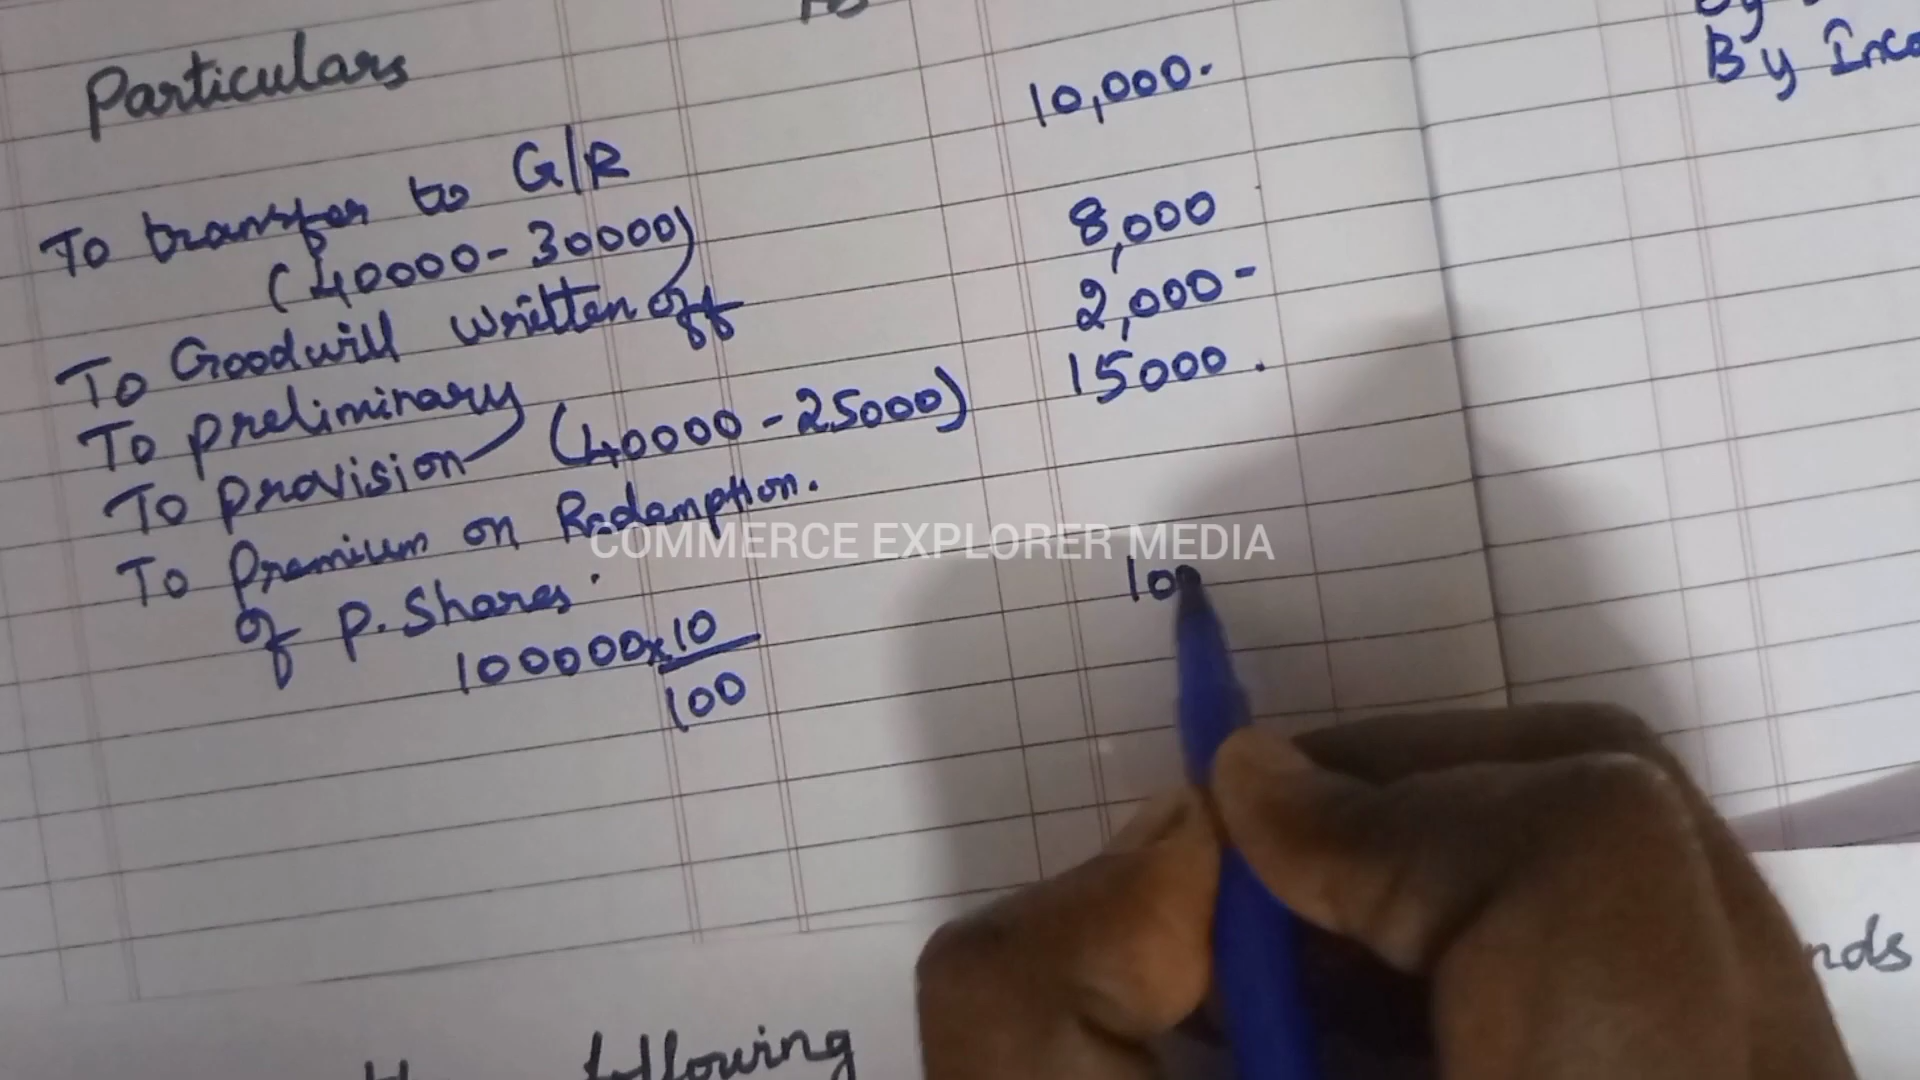 Particulars
10,000.
By Inco
To transfer to G/R
(40000-30000)
8,000
To Goodwill written off
2,000-
To preliminary
15000.
To provision (40000-25000)
To premium on Redemption.
COMMERCE EXPLORER MEDIA
of P. Shares
100
100000x10
100
nds
following